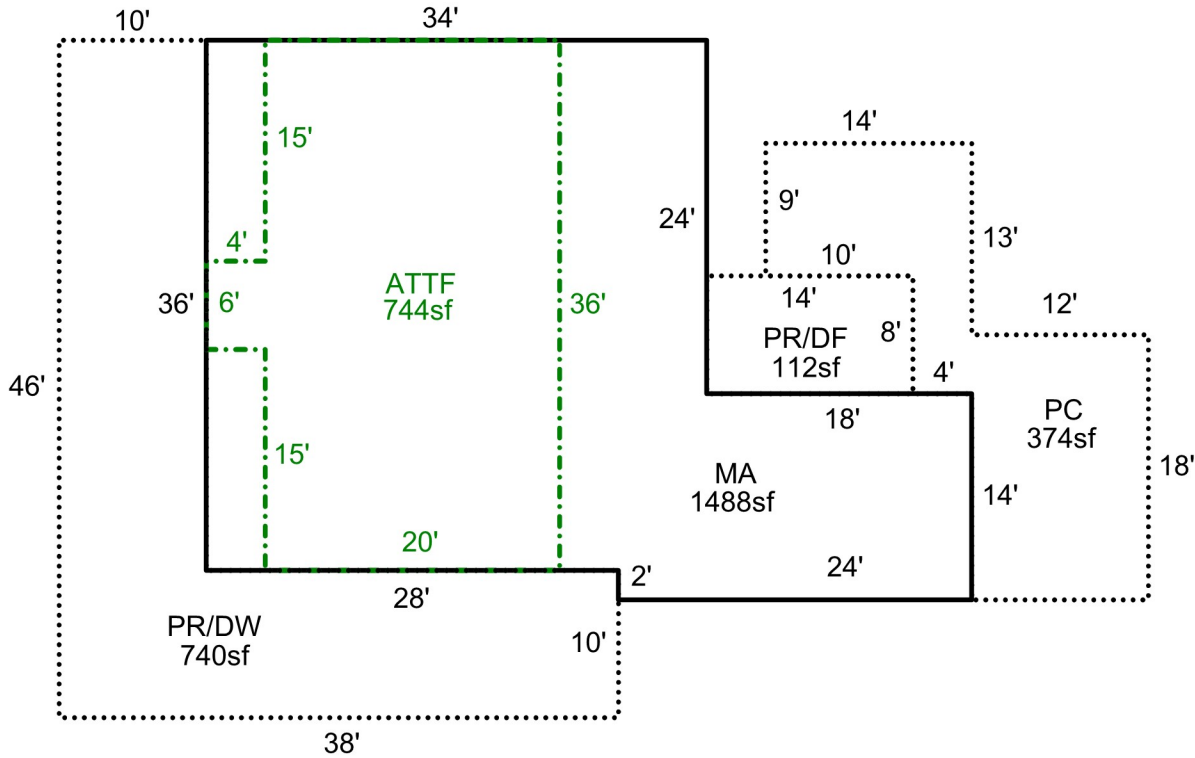 10'
34'
14'
15'
9'
24'
13'
4'
10'
ATTF
744sf
36'
6'
36'
14'
12'
PR/DF
112sf
8'
46'
4'
PC
374sf
18'
15'
MA
1488sf
18'
14'
20'
28'
2'
24'
PR/DW
740sf
10'
38'